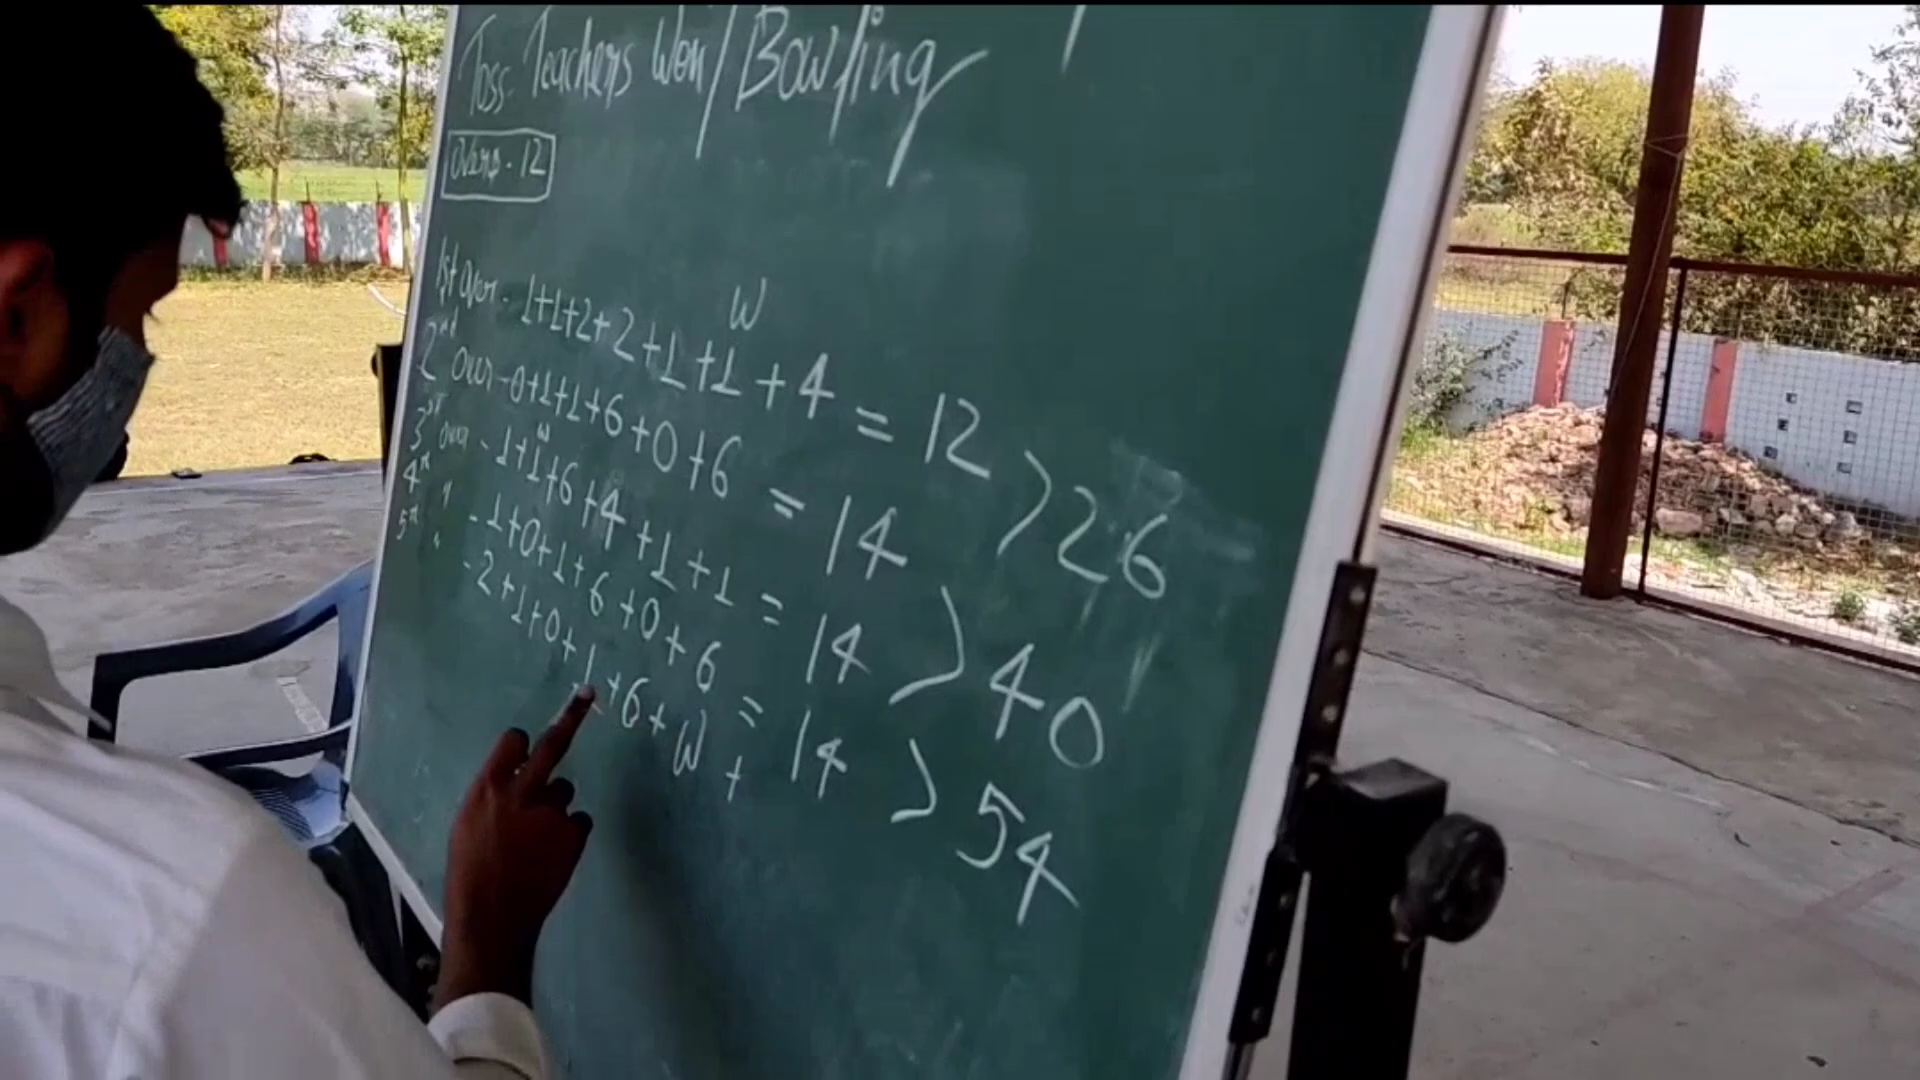 Toss- Teachers Won/Bowling
Overs-12
W
1st over - 1+1+2+2+1+1+4 = 12
2nd over - 0+1+1+6+0+6 = 14 >26
W
3rd over - 1+1+6+4+1+1 = 14 >40
4th " - 1+0+1+6+0+6 = 14 >54
5th " - 2+1+0+1+6+W+